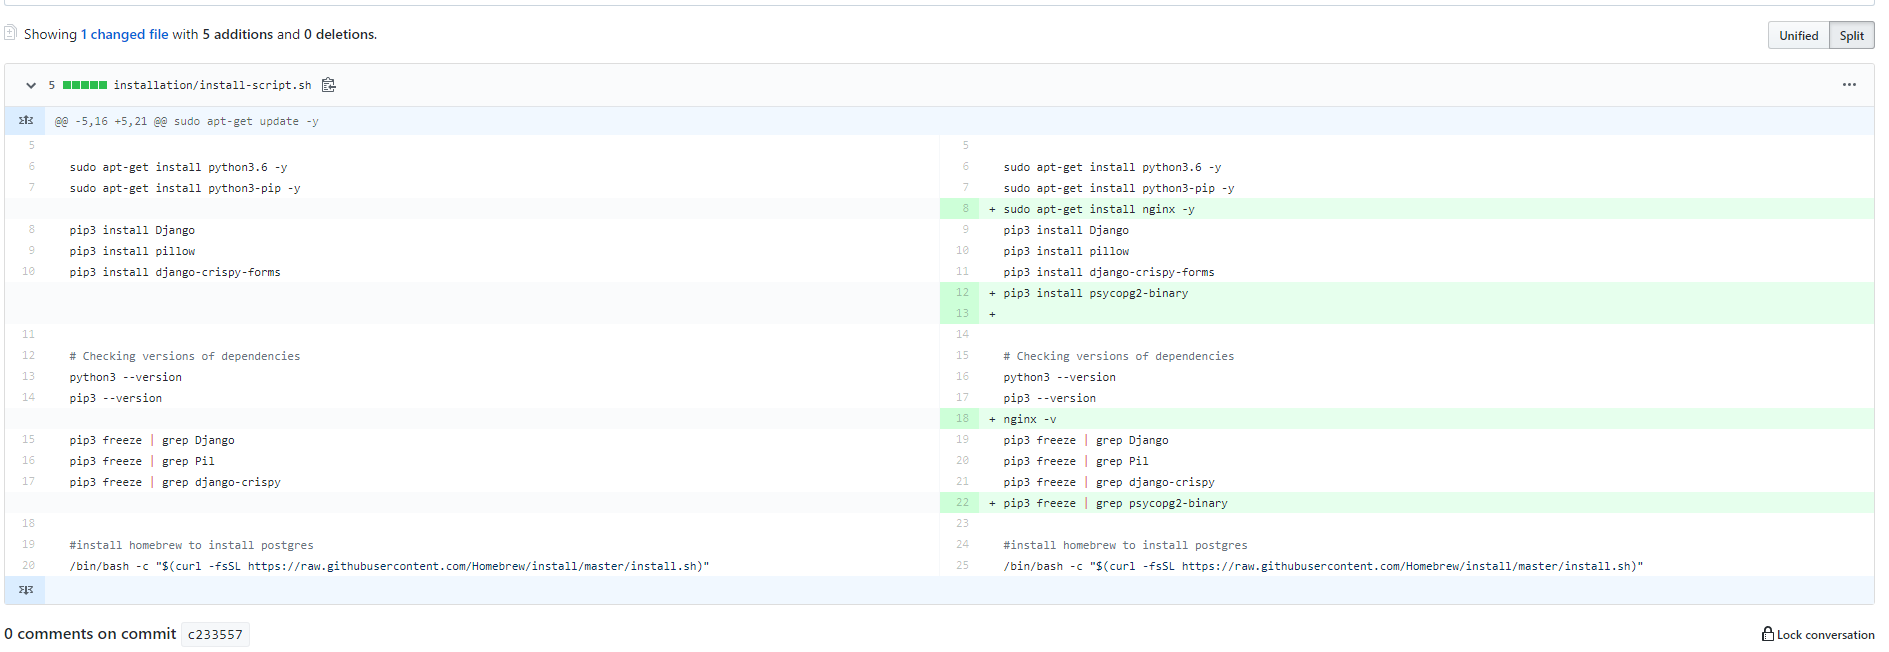 Showing 1 changed file with 5 additions and 0 deletions.
Unified Split
5 installation/install-script.sh
@@ -5,16 +5,21 @@ sudo apt-get update -y
5 5
6 sudo apt-get install python3.6 -y 6 sudo apt-get install python3.6 -y
7 sudo apt-get install python3-pip -y 7 sudo apt-get install python3-pip -y
8 + sudo apt-get install nginx -y
8 pip3 install Django 9 pip3 install Django
9 pip3 install pillow 10 pip3 install pillow
10 pip3 install django-crispy-forms 11 pip3 install django-crispy-forms
12 + pip3 install psycopg2-binary
13 +
11 14
12 # Checking versions of dependencies 15 # Checking versions of dependencies
13 python3 --version 16 python3 --version
14 pip3 --version 17 pip3 --version
18 + nginx -v
15 pip3 freeze | grep Django 19 pip3 freeze | grep Django
16 pip3 freeze | grep Pil 20 pip3 freeze | grep Pil
17 pip3 freeze | grep django-crispy 21 pip3 freeze | grep django-crispy
22 + pip3 freeze | grep psycopg2-binary
18 23
19 #install homebrew to install postgres 24 #install homebrew to install postgres
20 /bin/bash -c "$(curl -fsSL https://raw.githubusercontent.com/Homebrew/install/master/install.sh)" 25 /bin/bash -c "$(curl -fsSL https://raw.githubusercontent.com/Homebrew/install/master/install.sh)"
0 comments on commit c233557
Lock conversation